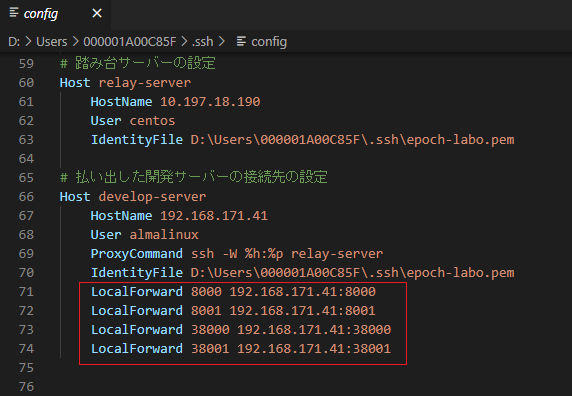 config ×
D: > Users > 000001A00C85F > .ssh > config
59 # 踏み台サーバーの設定
60 Host relay-server
61 HostName 10.197.18.190
62 User centos
63 IdentityFile D:\Users\000001A00C85F\.ssh\epoch-labo.pem
64
65 # 払い出した開発サーバーの接続先の設定
66 Host develop-server
67 HostName 192.168.171.41
68 User almalinux
69 ProxyCommand ssh -W %h:%p relay-server
70 IdentityFile D:\Users\000001A00C85F\.ssh\epoch-labo.pem
71 LocalForward 8000 192.168.171.41:8000
72 LocalForward 8001 192.168.171.41:8001
73 LocalForward 38000 192.168.171.41:38000
74 LocalForward 38001 192.168.171.41:38001
75
76